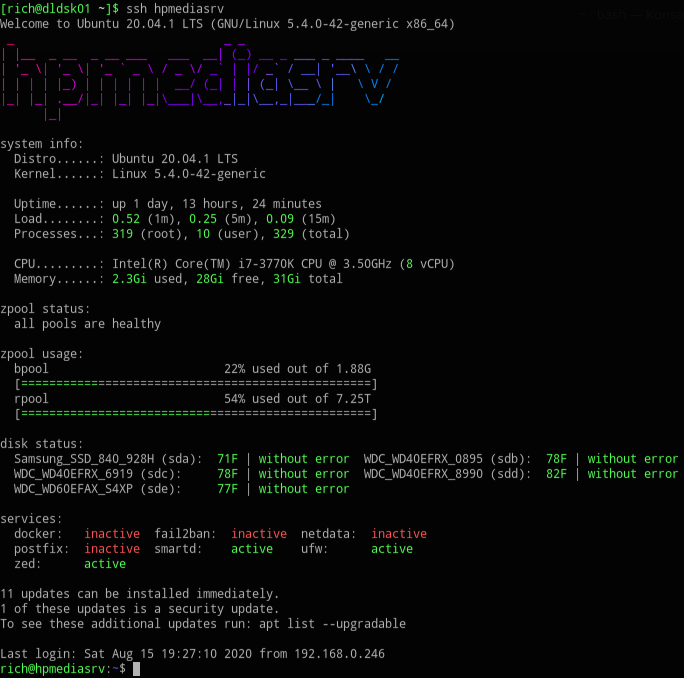 [rich@dldsk01 ~]$ ssh hpmediasrv
Welcome to Ubuntu 20.04.1 LTS (GNU/Linux 5.4.0-42-generic x86_64)
hpmediasrv
system info:
Distro......: Ubuntu 20.04.1 LTS
Kernel......: Linux 5.4.0-42-generic
Uptime......: up 1 day, 13 hours, 24 minutes
Load........: 0.52 (1m), 0.25 (5m), 0.09 (15m)
Processes...: 319 (root), 10 (user), 329 (total)
CPU.........: Intel(R) Core(TM) i7-3770K CPU @ 3.50GHz (8 vCPU)
Memory......: 2.3Gi used, 28Gi free, 31Gi total
zpool status:
all pools are healthy
zpool usage:
bpool 22% used out of 1.88G
[==================================================]
rpool 54% used out of 7.25T
[==================================================]
disk status:
Samsung_SSD_840_928H (sda): 71F | without error WDC_WD40EFRX_0895 (sdb): 78F | without error
WDC_WD40EFRX_6919 (sdc): 78F | without error WDC_WD40EFRX_8990 (sdd): 82F | without error
WDC_WD60EFAX_S4XP (sde): 77F | without error
services:
docker: inactive fail2ban: inactive netdata: inactive
postfix: inactive smartd: active ufw: active
zed: active
11 updates can be installed immediately.
1 of these updates is a security update.
To see these additional updates run: apt list --upgradable
Last login: Sat Aug 15 19:27:10 2020 from 192.168.0.246
rich@hpmediasrv:~$